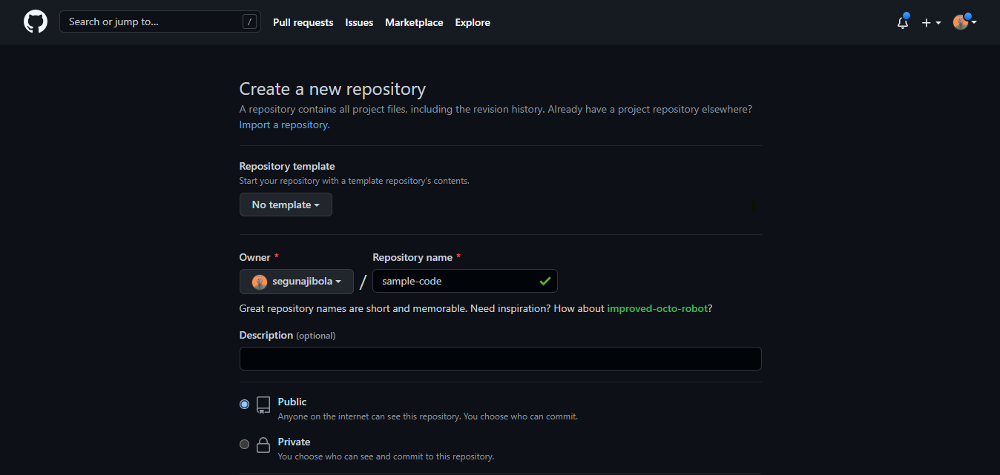 Search or jump to... /
Pull requests Issues Marketplace Explore
Create a new repository
A repository contains all project files, including the revision history. Already have a project repository elsewhere?
Import a repository.
Repository template
Start your repository with a template repository's contents.
No template
Owner * Repository name *
segunajibola / sample-code
Great repository names are short and memorable. Need inspiration? How about improved-octo-robot?
Description (optional)
Public
Anyone on the internet can see this repository. You choose who can commit.
Private
You choose who can see and commit to this repository.